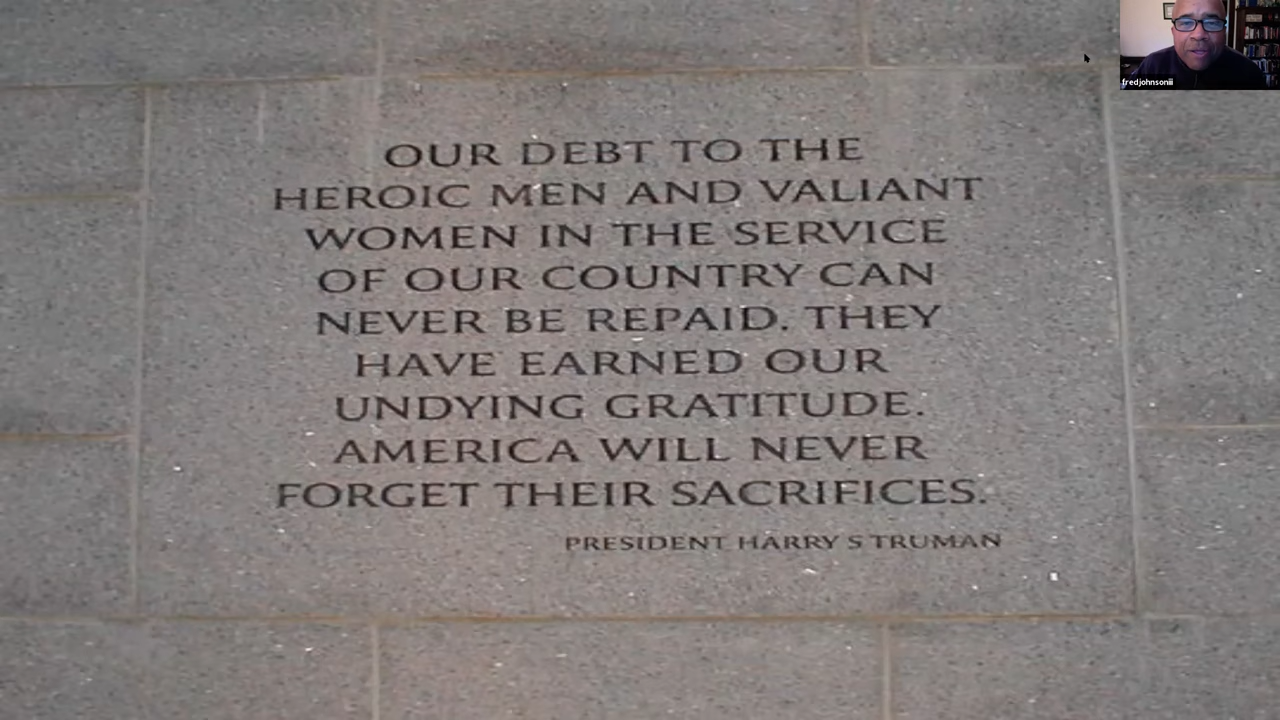 fredjohnsoniii
OUR DEBT TO THE
HEROIC MEN AND VALIANT
WOMEN IN THE SERVICE
OF OUR COUNTRY CAN
NEVER BE REPAID. THEY
HAVE EARNED OUR
UNDYING GRATITUDE.
AMERICA WILL NEVER
FORGET THEIR SACRIFICES.
PRESIDENT HARRY S TRUMAN